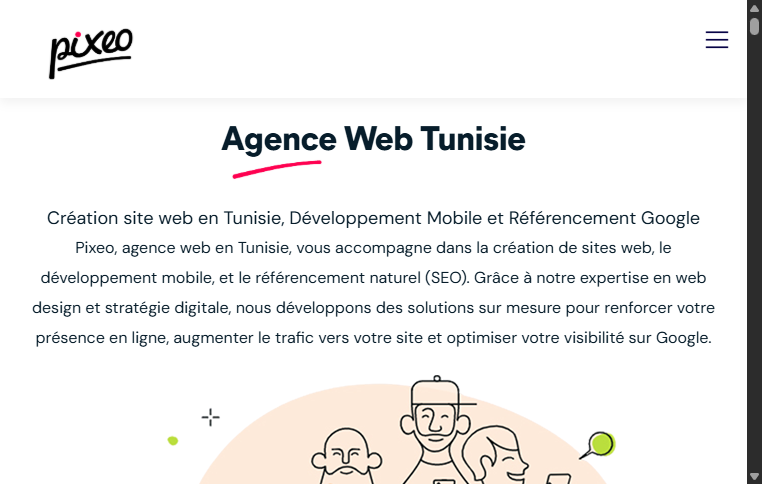 pixeo
Agence Web Tunisie
Création site web en Tunisie, Développement Mobile et Référencement Google
Pixeo, agence web en Tunisie, vous accompagne dans la création de sites web, le
développement mobile, et le référencement naturel (SEO). Grâce à notre expertise en web
design et stratégie digitale, nous développons des solutions sur mesure pour renforcer votre
présence en ligne, augmenter le trafic vers votre site et optimiser votre visibilité sur Google.